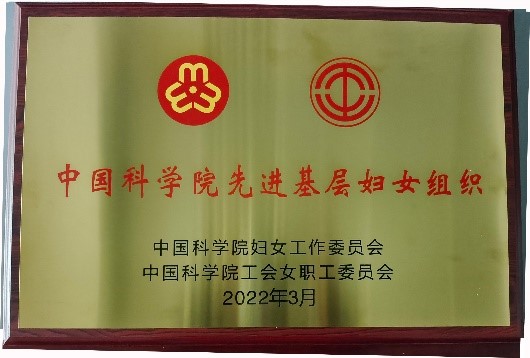 中国科学院先进基层妇女组织
中国科学院妇女工作委员会
中国科学院工会女职工委员会
2022年3月